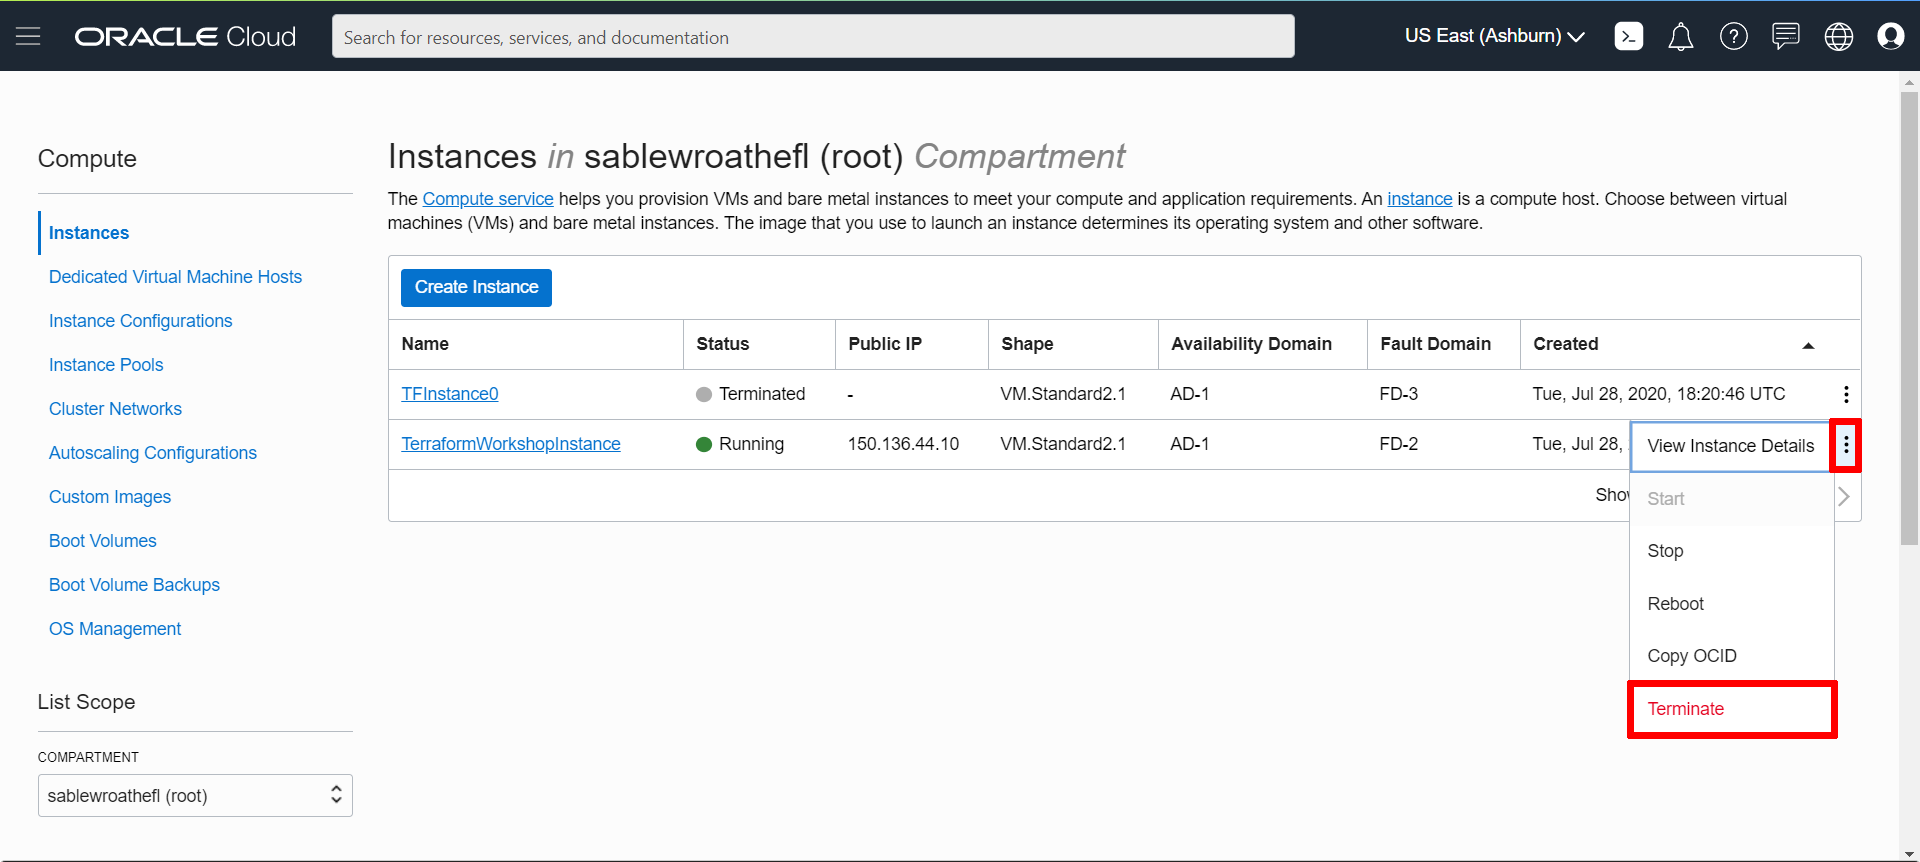 ORACLE Cloud
Search for resources, services, and documentation
US East (Ashburn)
Compute
Instances
Dedicated Virtual Machine Hosts
Instance Configurations
Instance Pools
Cluster Networks
Autoscaling Configurations
Custom Images
Boot Volumes
Boot Volume Backups
OS Management
List Scope
COMPARTMENT
sablewroathefl (root)
Instances in sablewroathefl (root) Compartment
The Compute service helps you provision VMs and bare metal instances to meet your compute and application requirements. An instance is a compute host. Choose between virtual
machines (VMs) and bare metal instances. The image that you use to launch an instance determines its operating system and other software.
Create Instance
Name Status Public IP Shape Availability Domain Fault Domain Created
TFInstance0 Terminated - VM.Standard2.1 AD-1 FD-3 Tue, Jul 28, 2020, 18:20:46 UTC
TerraformWorkshopInstance Running 150.136.44.10 VM.Standard2.1 AD-1 FD-2 Tue, Jul 28,
Show
View Instance Details
Start
Stop
Reboot
Copy OCID
Terminate